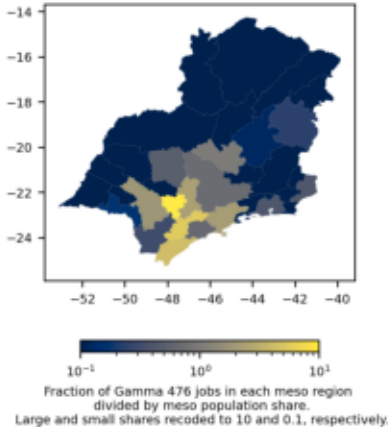 −14
−16
−18
−20
−22
−24
−52 −50 −48 −46 −44 −42 −40
10⁻¹ 10⁰ 10¹
Fraction of Gamma 476 jobs in each meso region
divided by meso population share.
Large and small shares recoded to 10 and 0.1, respectively.